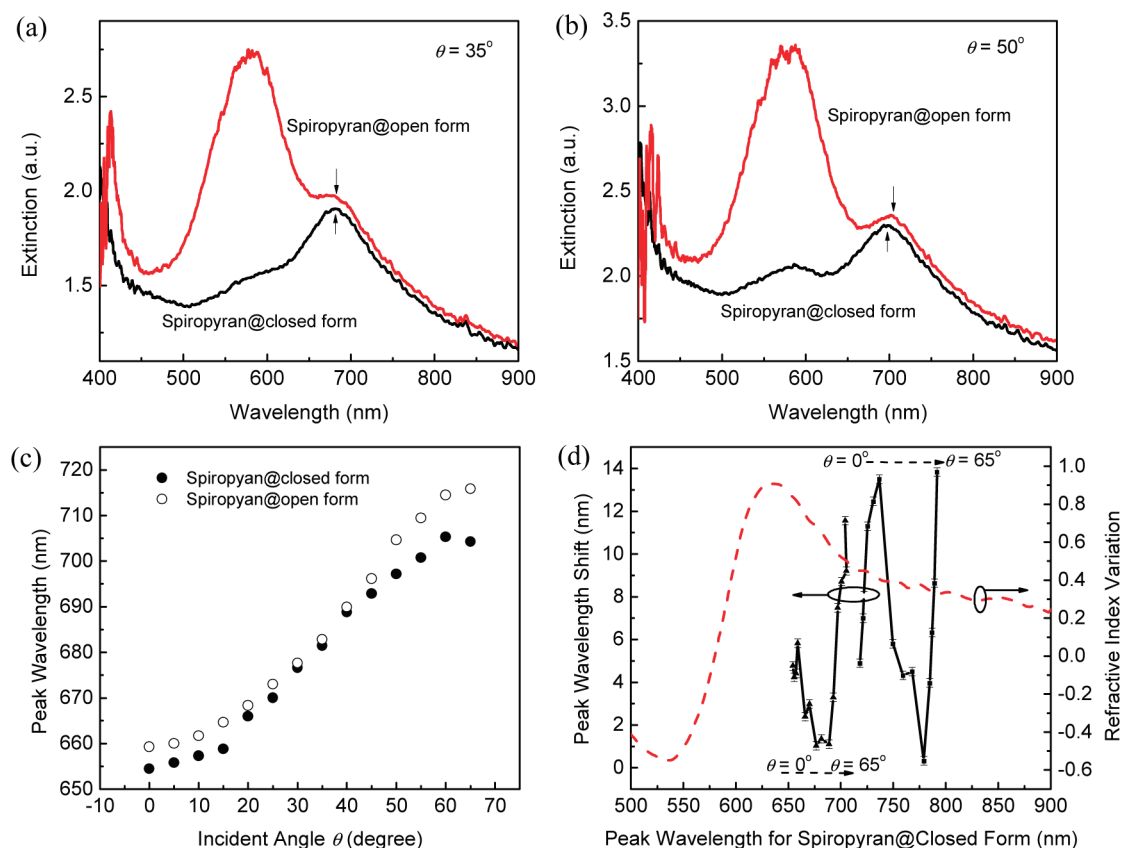 (a)
θ = 35°
Spiropyran@open form
Spiropyran@closed form
Extinction (a.u.)
2.5
2.0
1.5
400 500 600 700 800 900
Wavelength (nm)
(b)
θ = 50°
Spiropyran@open form
Spiropyran@closed form
Extinction (a.u.)
3.5
3.0
2.5
2.0
1.5
400 500 600 700 800 900
Wavelength (nm)
(c)
Spiropyan@closed form
Spiropyan@open form
Peak Wavelength (nm)
720
710
700
690
680
670
660
650
-10 0 10 20 30 40 50 60 70
Incident Angle θ (degree)
(d)
θ = 0° θ = 65°
θ = 0° θ = 65°
Peak Wavelength Shift (nm)
14
12
10
8
6
4
2
0
1.0
0.8
0.6
0.4
0.2
0.0
-0.2
-0.4
-0.6
Refractive Index Variation
500 550 600 650 700 750 800 850 900
Peak Wavelength for Spiropyran@Closed Form (nm)